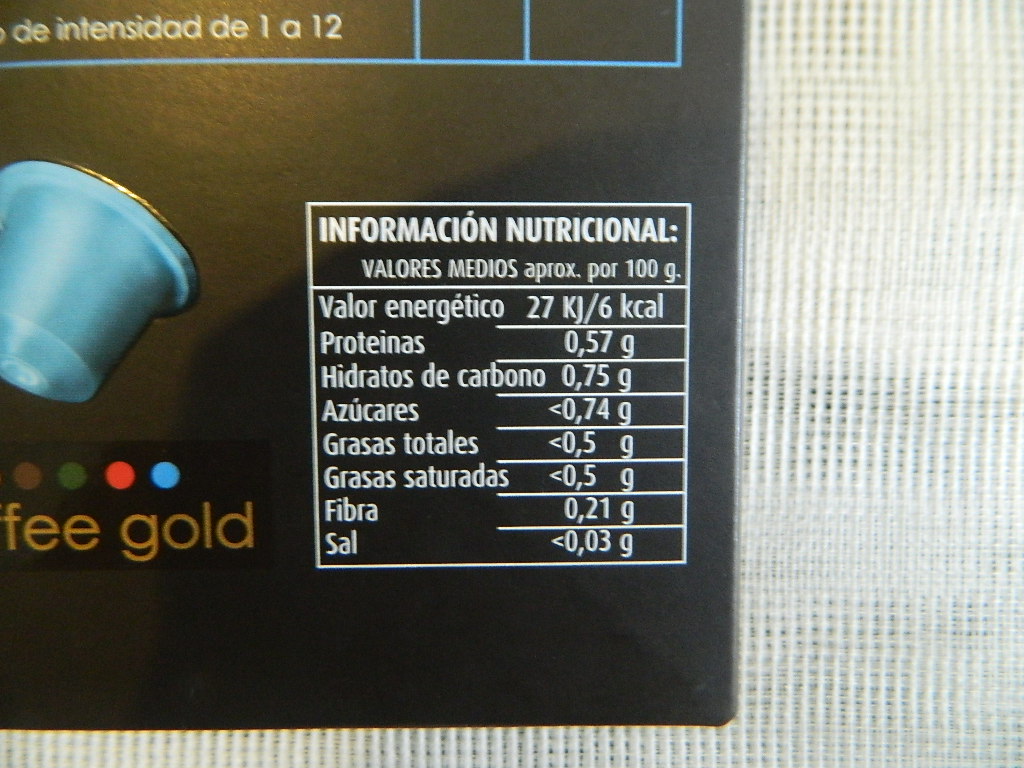 de intensidad de 1 a 12
INFORMACIÓN NUTRICIONAL:
VALORES MEDIOS aprox. por 100 g.
Valor energético 27 KJ/6 kcal
Proteinas 0,57 g
Hidratos de carbono 0,75 g
Azúcares <0,74 g
Grasas totales <0,5 g
Grasas saturadas <0,5 g
Fibra 0,21 g
Sal <0,03 g
ffee gold